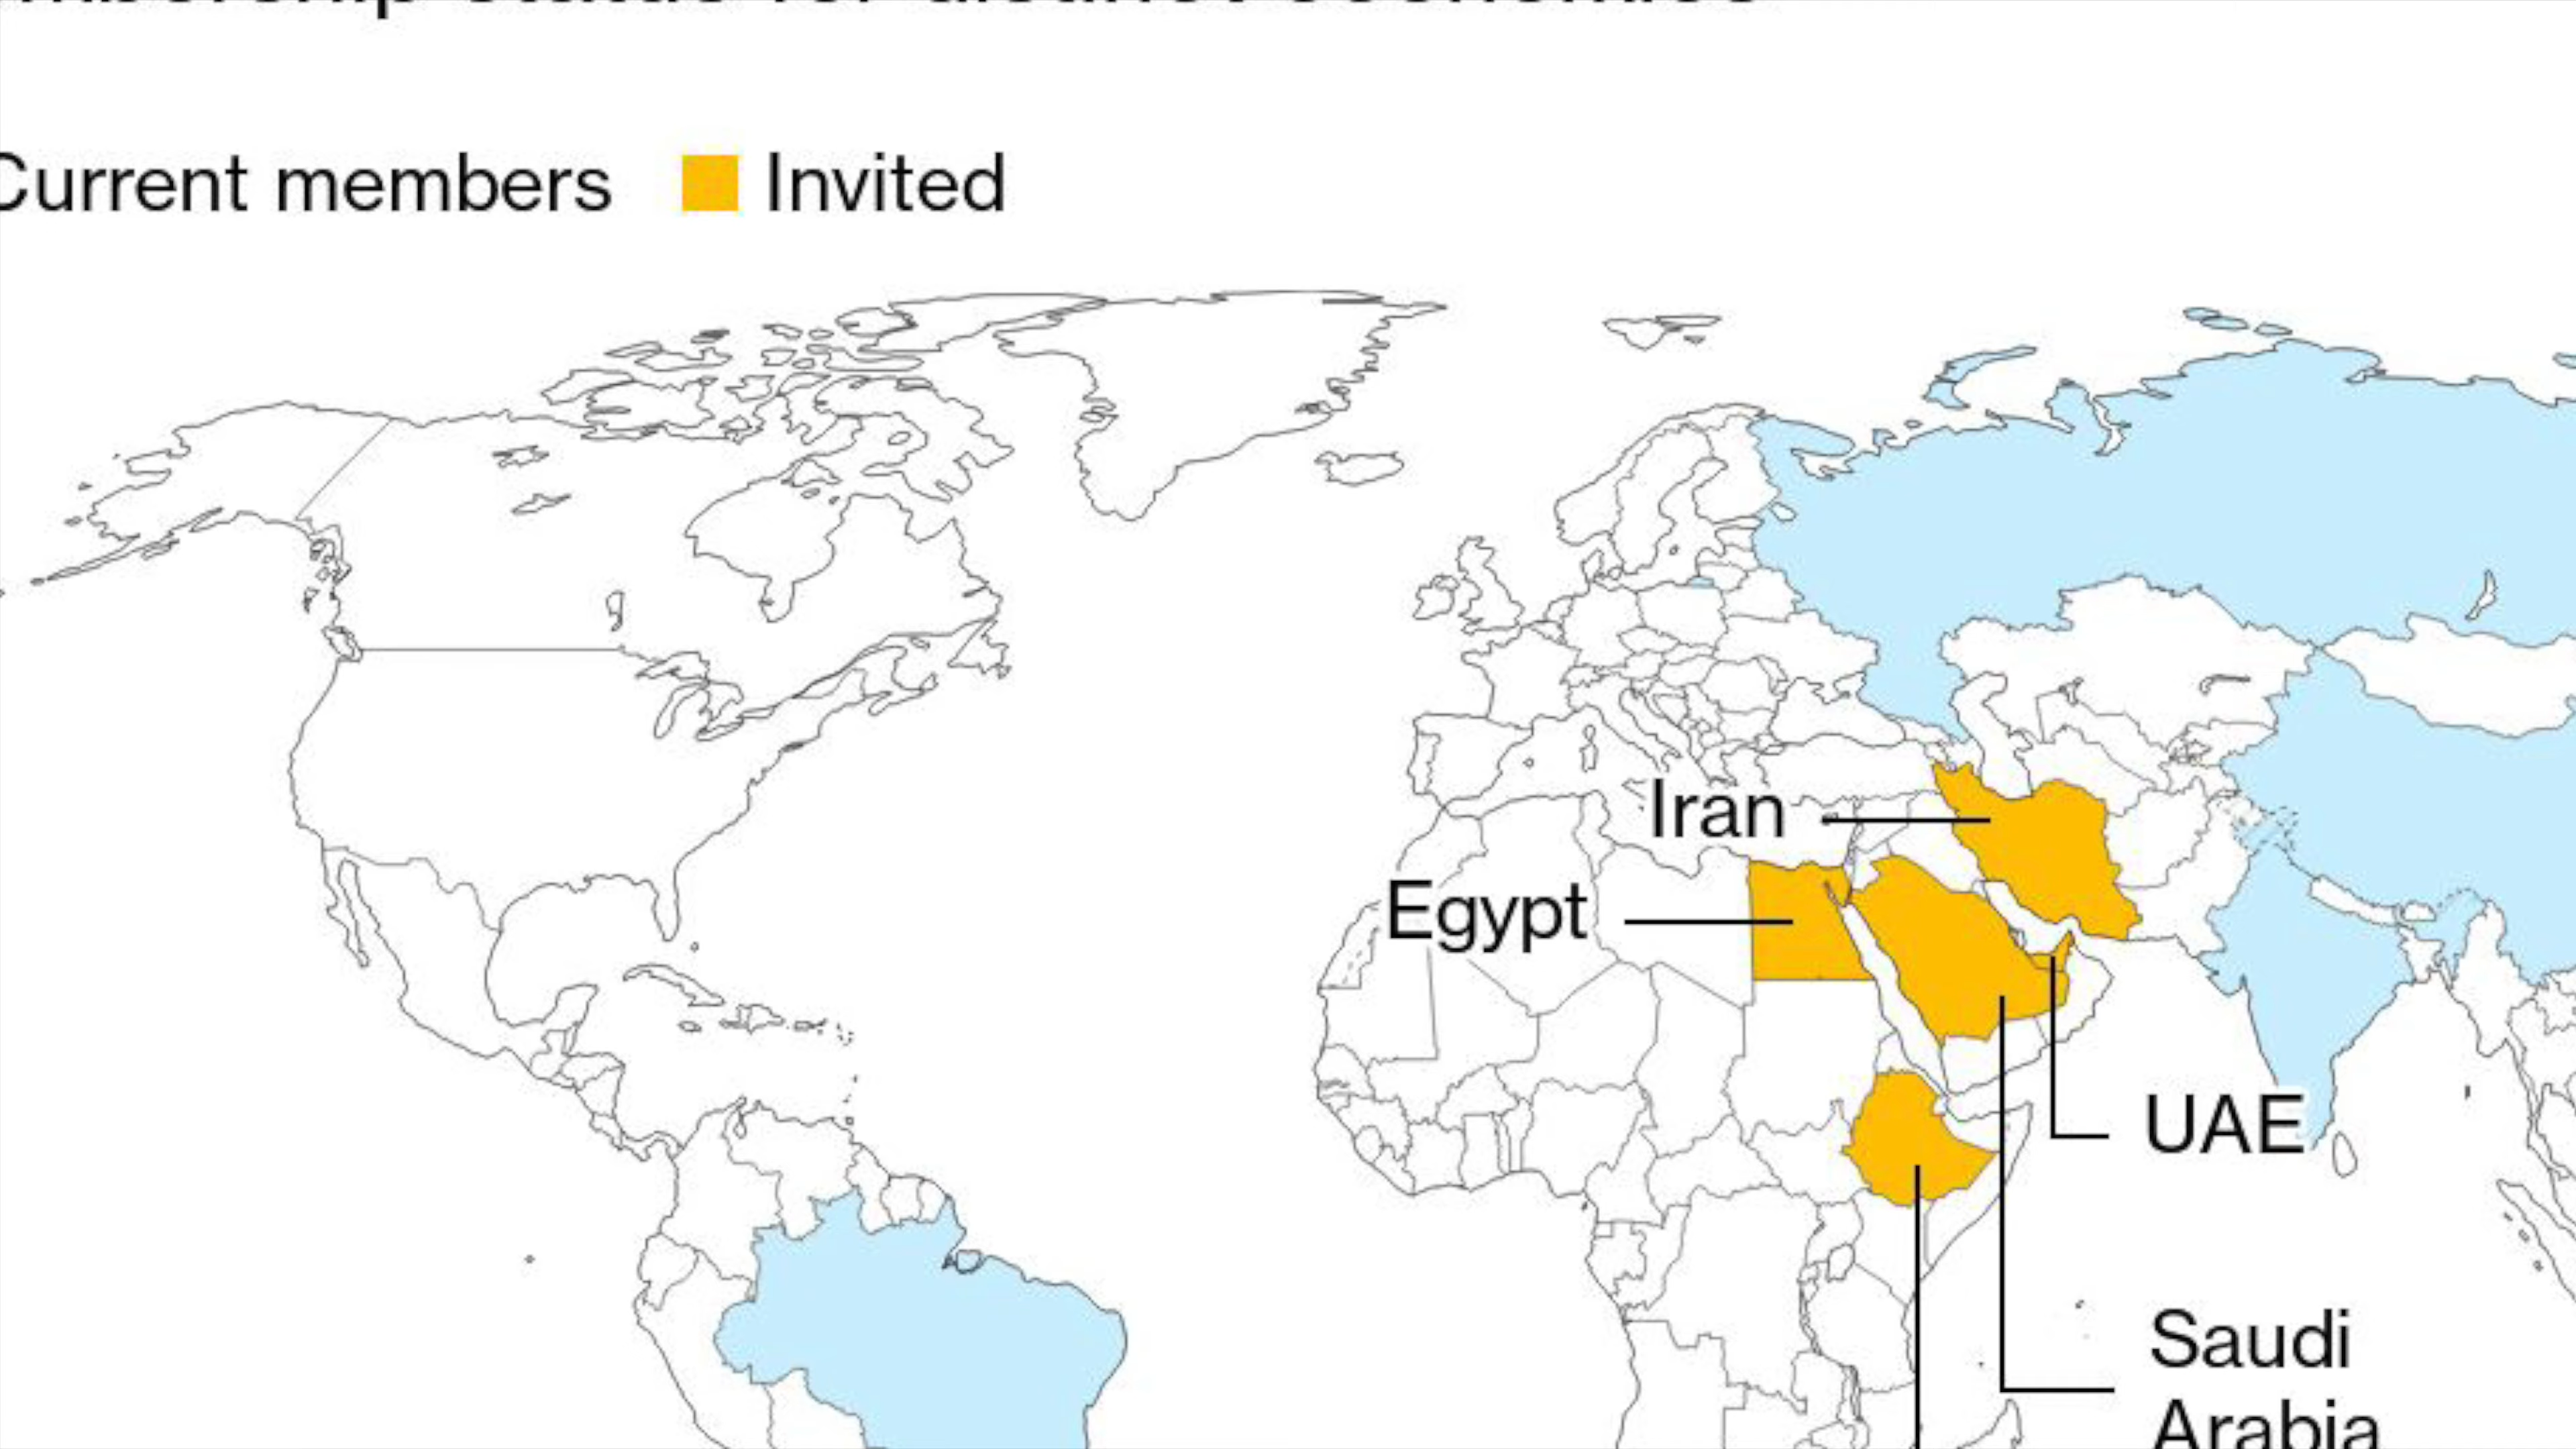 Current members Invited
Iran
Egypt
UAE
Saudi
Arabia